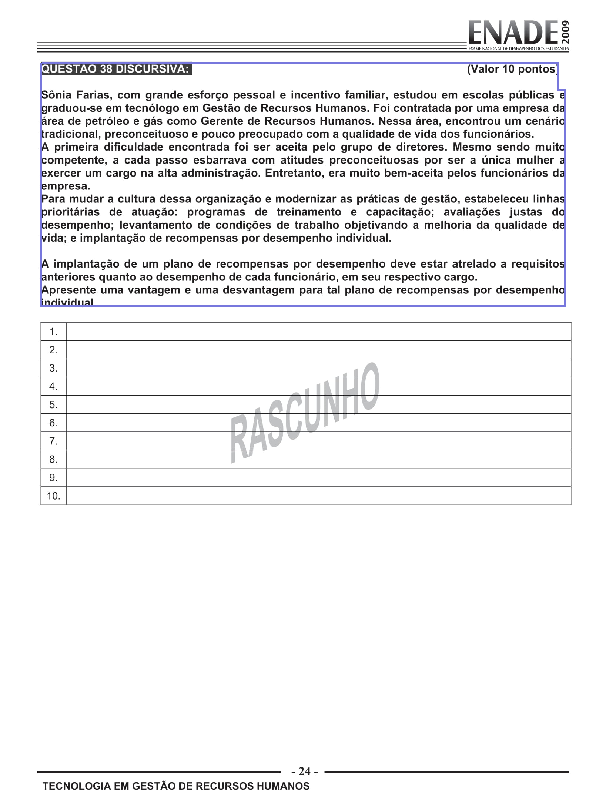 ENADE
2009
EXAME NACIONAL DE DESEMPENHO DOS ESTUDANTES
QUESTÃO 38 DISCURSIVA:
(Valor 10 pontos)
Sônia Farias, com grande esforço pessoal e incentivo familiar, estudou em escolas públicas e
graduou-se em tecnólogo em Gestão de Recursos Humanos. Foi contratada por uma empresa da
área de petróleo e gás como Gerente de Recursos Humanos. Nessa área, encontrou um cenário
tradicional, preconceituoso e pouco preocupado com a qualidade de vida dos funcionários.
A primeira dificuldade encontrada foi ser aceita pelo grupo de diretores. Mesmo sendo muito
competente, a cada passo esbarrava com atitudes preconceituosas por ser a única mulher a
exercer um cargo na alta administração. Entretanto, era muito bem-aceita pelos funcionários da
empresa.
Para mudar a cultura dessa organização e modernizar as práticas de gestão, estabeleceu linhas
prioritárias de atuação: programas de treinamento e capacitação; avaliações justas do
desempenho; levantamento de condições de trabalho objetivando a melhoria da qualidade de
vida; e implantação de recompensas por desempenho individual.
A implantação de um plano de recompensas por desempenho deve estar atrelado a requisitos
anteriores quanto ao desempenho de cada funcionário, em seu respectivo cargo.
Apresente uma vantagem e uma desvantagem para tal plano de recompensas por desempenho
individual
1.
2.
3.
4.
5.
6.
7.
8.
9.
10.
RASCUNHO
- 24 -
TECNOLOGIA EM GESTÃO DE RECURSOS HUMANOS